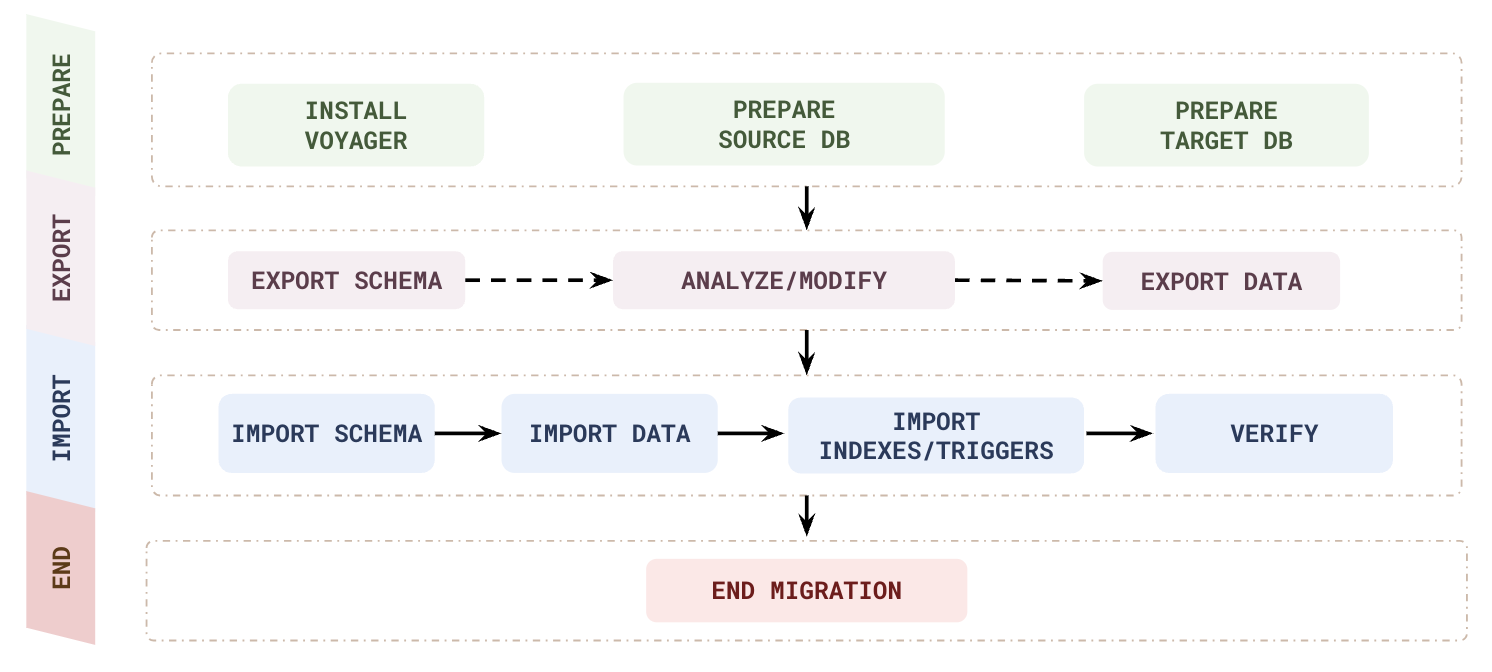 PREPARE
INSTALL
VOYAGER
PREPARE
SOURCE DB
PREPARE
TARGET DB
EXPORT
EXPORT SCHEMA
ANALYZE/MODIFY
EXPORT DATA
IMPORT
IMPORT SCHEMA
IMPORT DATA
IMPORT
INDEXES/TRIGGERS
VERIFY
END
END MIGRATION